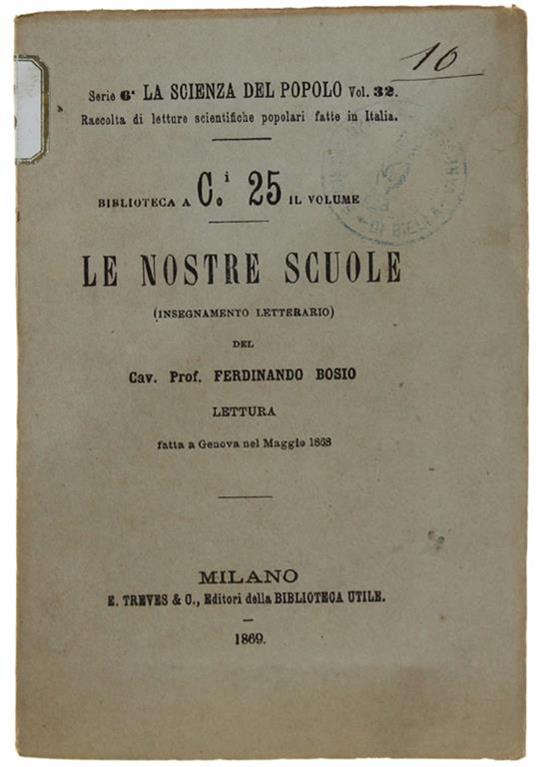 10
Serie 6ª LA SCIENZA DEL POPOLO Vol. 32.
Raccolta di letture scientifiche popolari fatte in Italia.
BIBLIOTECA A C.i 25 IL VOLUME
DI BIELLA
LE NOSTRE SCUOLE
(INSEGNAMENTO LETTERARIO)
DEL
Cav. Prof. FERDINANDO BOSIO
LETTURA
fatta a Genova nel Maggio 1868
MILANO
E. TREVES & C., Editori della BIBLIOTECA UTILE.
1869.